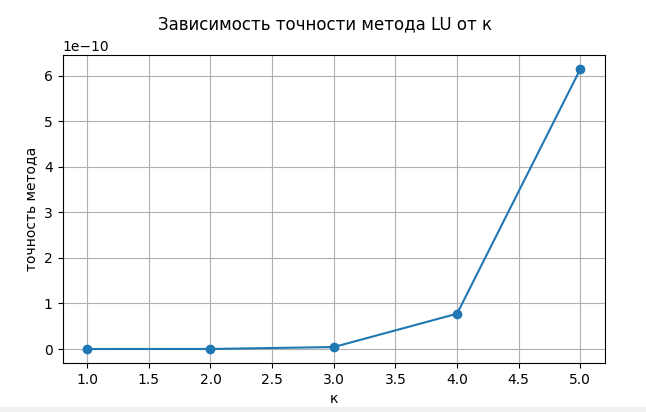 Зависимость точности метода LU от к
1e−10
6
5
4
3
2
1
0
точность метода
1.0 1.5 2.0 2.5 3.0 3.5 4.0 4.5 5.0
к